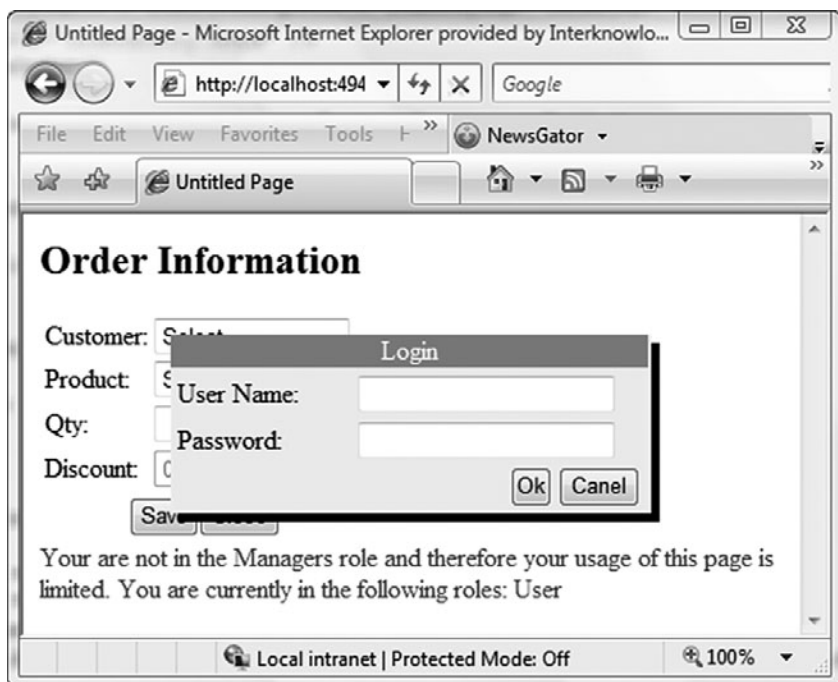 Untitled Page - Microsoft Internet Explorer provided by Interknowlo...
http://localhost:494
Google
File Edit View Favorites Tools H »
NewsGator
Untitled Page
»
Order Information
Customer:
Login
Product:
User Name:
Qty:
Password:
Discount:
Ok Canel
Your are not in the Managers role and therefore your usage of this page is
limited. You are currently in the following roles: User
Local intranet | Protected Mode: Off
100%